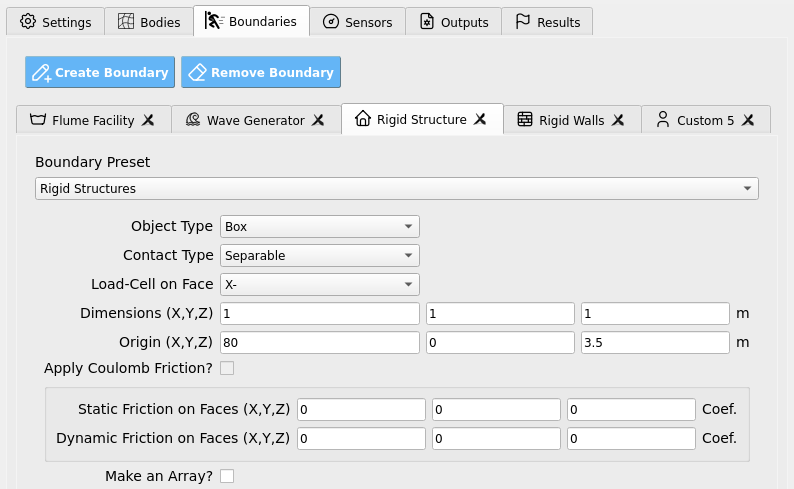 Settings Bodies Boundaries Sensors Outputs Results
Create Boundary Remove Boundary
Flume Facility Wave Generator Rigid Structure Rigid Walls Custom 5
Boundary Preset
Rigid Structures
Object Type Box
Contact Type Separable
Load-Cell on Face X-
Dimensions (X,Y,Z) 1 1 1 m
Origin (X,Y,Z) 80 0 3.5 m
Apply Coulomb Friction?
Static Friction on Faces (X,Y,Z) 0 0 0 Coef.
Dynamic Friction on Faces (X,Y,Z) 0 0 0 Coef.
Make an Array?